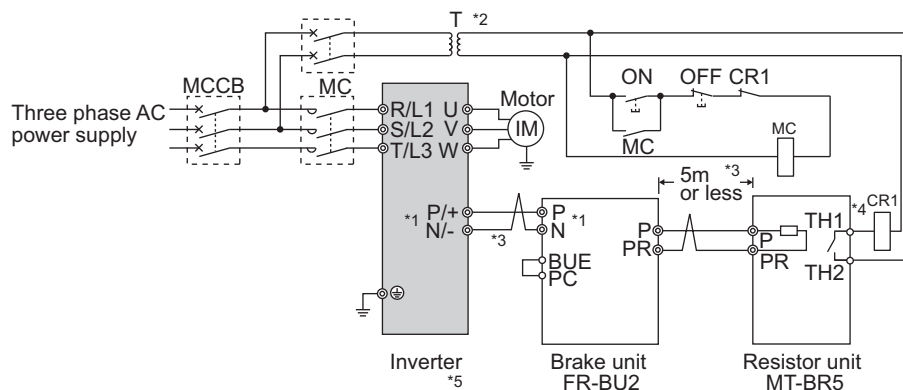 T *2
MCCB
MC
Three phase AC
power supply
R/L1 U
S/L2 V
T/L3 W
Motor
IM
ON OFF CR1
MC
MC
5m *3
or less
*1 P/+
N/-
*3
P *1
N
BUE
PC
P
PR
P
PR
TH1
TH2
*4 CR1
Inverter
*5
Brake unit
FR-BU2
Resistor unit
MT-BR5